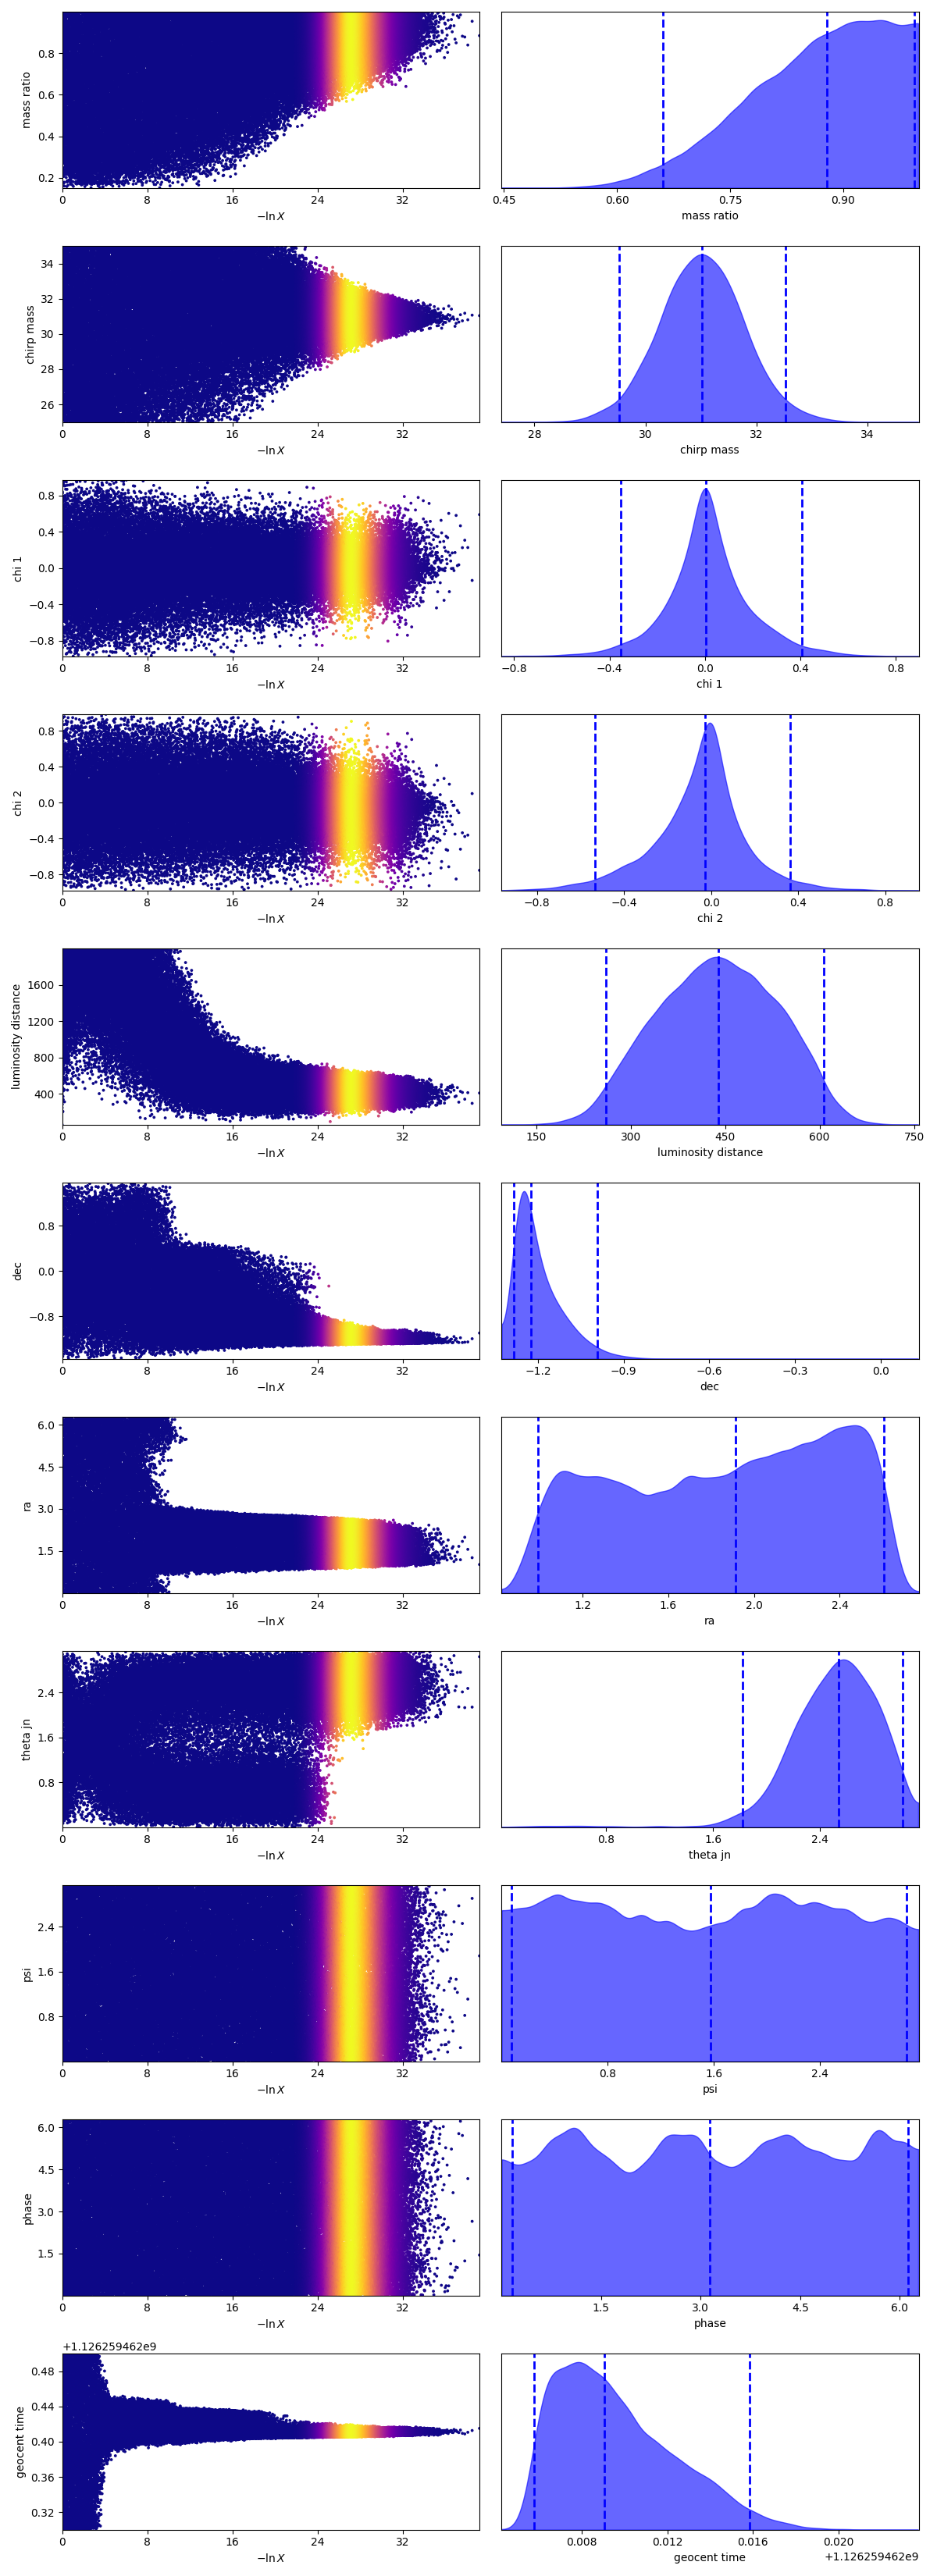 0.8
0.6
0.4
0.2
mass ratio
0 8 16 24 32
−ln X
0.45 0.60 0.75 0.90
mass ratio
34
32
30
28
26
chirp mass
0 8 16 24 32
−ln X
28 30 32 34
chirp mass
0.8
0.4
0.0
−0.4
−0.8
chi 1
0 8 16 24 32
−ln X
−0.8 −0.4 0.0 0.4 0.8
chi 1
0.8
0.4
0.0
−0.4
−0.8
chi 2
0 8 16 24 32
−ln X
−0.8 −0.4 0.0 0.4 0.8
chi 2
1600
1200
800
400
luminosity distance
0 8 16 24 32
−ln X
150 300 450 600 750
luminosity distance
0.8
0.0
−0.8
dec
0 8 16 24 32
−ln X
−1.2 −0.9 −0.6 −0.3 0.0
dec
6.0
4.5
3.0
1.5
ra
0 8 16 24 32
−ln X
1.2 1.6 2.0 2.4
ra
2.4
1.6
0.8
theta jn
0 8 16 24 32
−ln X
0.8 1.6 2.4
theta jn
2.4
1.6
0.8
psi
0 8 16 24 32
−ln X
0.8 1.6 2.4
psi
6.0
4.5
3.0
1.5
phase
0 8 16 24 32
−ln X
1.5 3.0 4.5 6.0
phase
+1.126259462e9
0.48
0.44
0.40
0.36
0.32
geocent time
0 8 16 24 32
−ln X
0.008 0.012 0.016 0.020
geocent time
+1.126259462e9